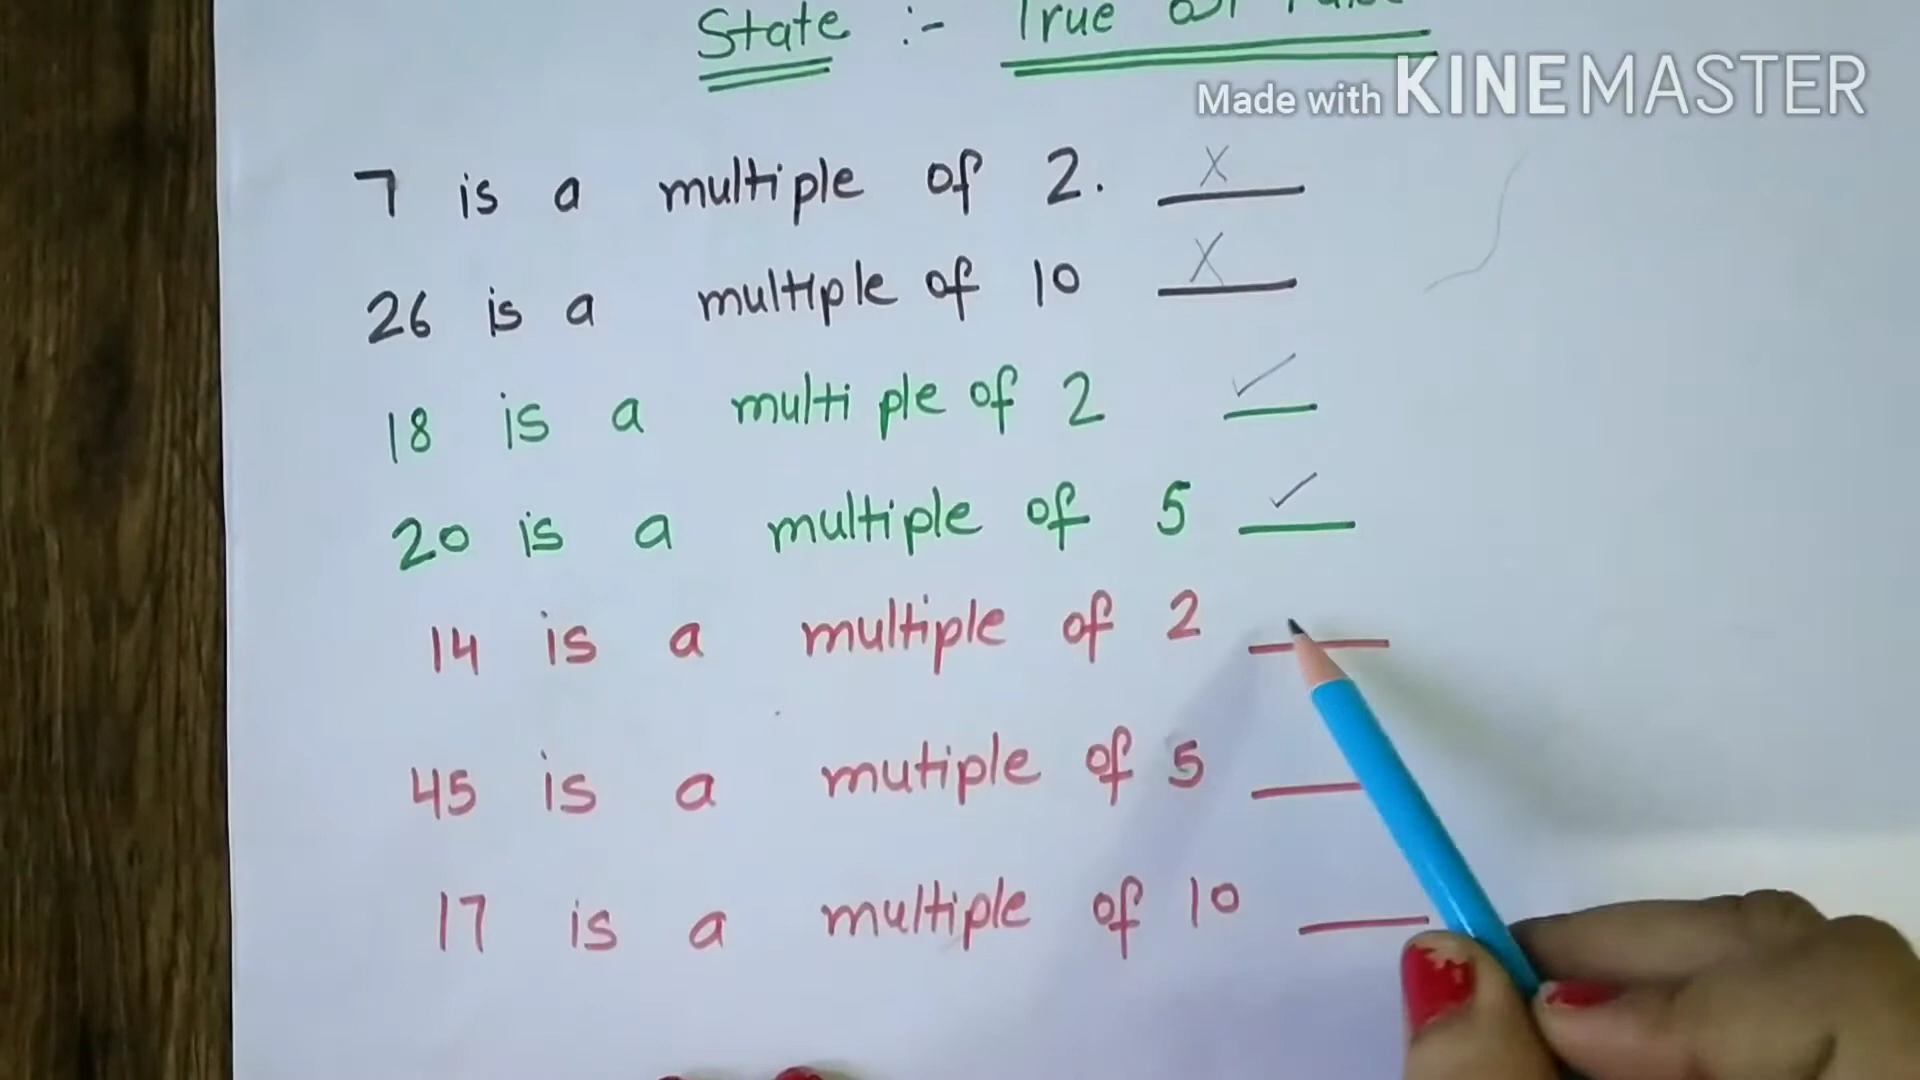 State :- True or False
Made with KINEMASTER
7 is a multiple of 2. X
26 is a multiple of 10 X
18 is a multiple of 2 ✓
20 is a multiple of 5 ✓
14 is a multiple of 2
45 is a mutiple of 5
17 is a multiple of 10